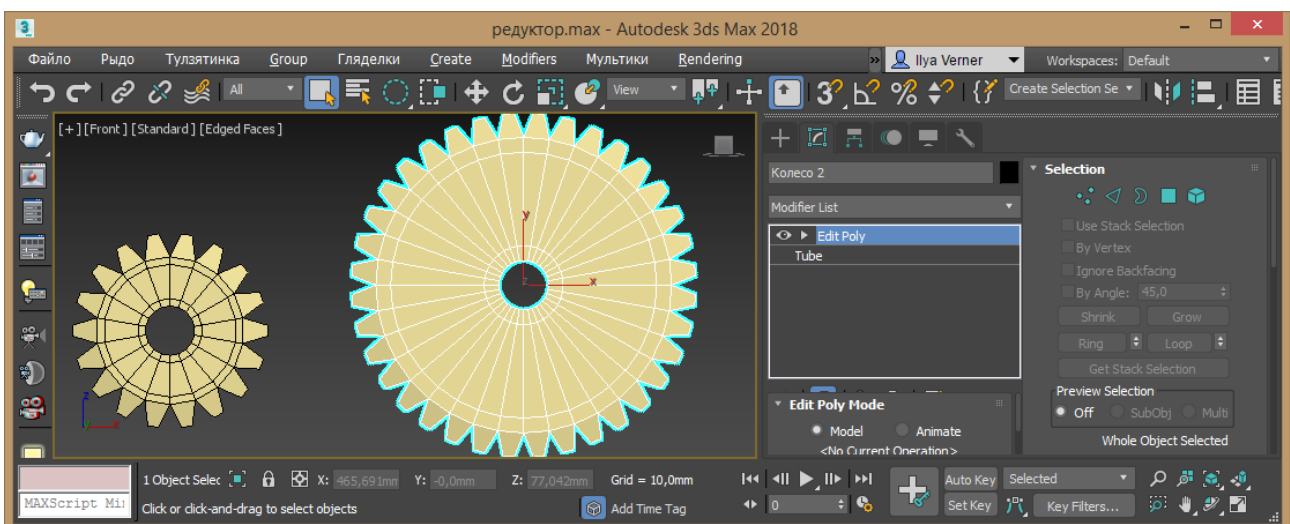 редуктор.max - Autodesk 3ds Max 2018
Файло Рыдо Тулзятинка Group Гляделки Create Modifiers Мультики Rendering » Ilya Verner Workspaces: Default
All View Create Selection Se
[+] [Front] [Standard] [Edged Faces]
Колесо 2
Modifier List
Edit Poly
Tube
Edit Poly Mode
Model Animate
<No Current Operation>
Selection
Use Stack Selection
By Vertex
Ignore Backfacing
By Angle: 45,0
Shrink Grow
Ring Loop
Get Stack Selection
Preview Selection
Off SubObj Multi
Whole Object Selected
y
x
z
z
y x
1 Object Selec X: 465,691mm Y: -0,0mm Z: 77,042mm Grid = 10,0mm Auto Key Selected
MAXScript Mi Click or click-and-drag to select objects Add Time Tag 0 Set Key Key Filters...